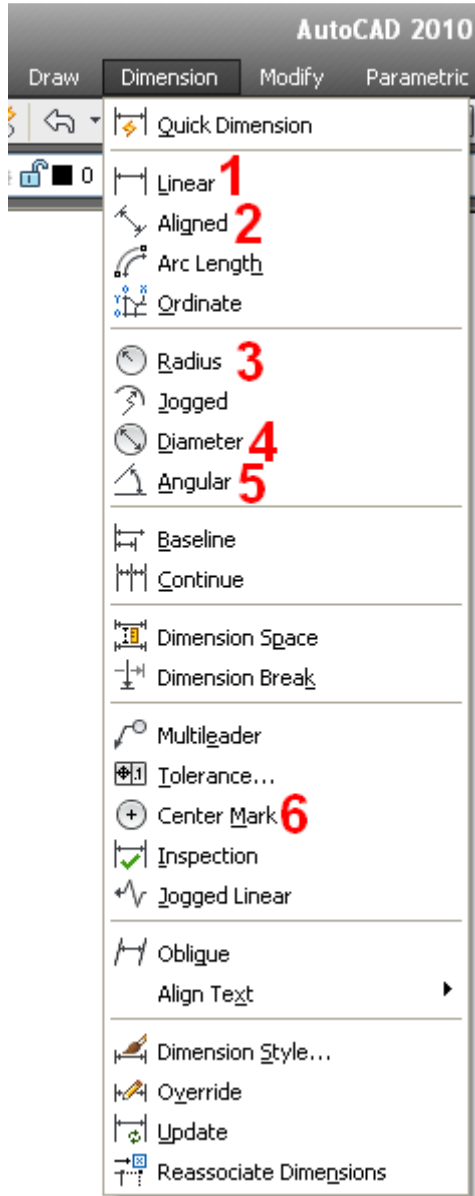 AutoCAD 2010
Draw Dimension Modify Parametric
Quick Dimension
0
Linear 1
Aligned 2
Arc Length
Ordinate
Radius 3
Jogged
Diameter 4
Angular 5
Baseline
Continue
Dimension Space
Dimension Break
Multileader
Tolerance...
Center Mark 6
Inspection
Jogged Linear
Oblique
Align Text
Dimension Style...
Override
Update
Reassociate Dimensions